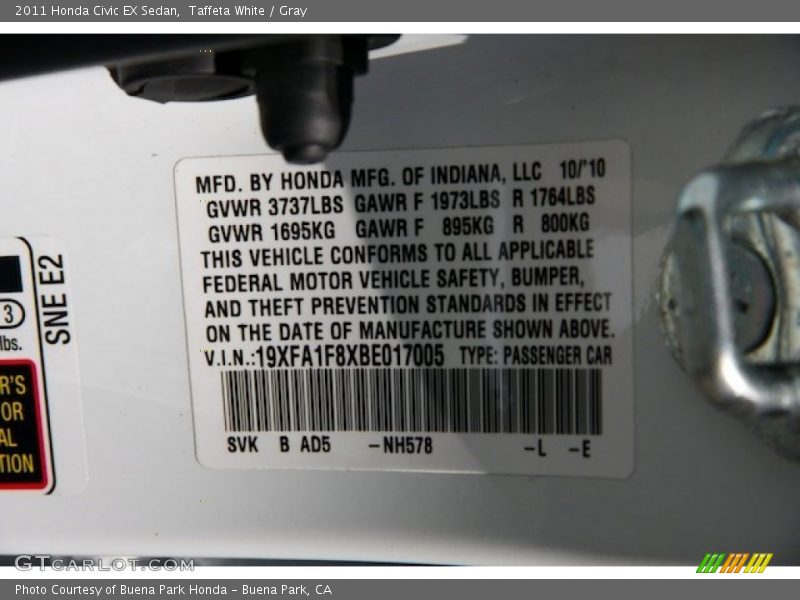 2011 Honda Civic EX Sedan, Taffeta White / Gray
MFD. BY HONDA MFG. OF INDIANA, LLC 10/'10
GVWR 3737LBS GAWR F 1973LBS R 1764LBS
GVWR 1695KG GAWR F 895KG R 800KG
THIS VEHICLE CONFORMS TO ALL APPLICABLE
FEDERAL MOTOR VEHICLE SAFETY, BUMPER,
AND THEFT PREVENTION STANDARDS IN EFFECT
ON THE DATE OF MANUFACTURE SHOWN ABOVE.
V.I.N.:19XFA1F8XBE017005 TYPE: PASSENGER CAR
SVK B AD5 –NH578 –L –E
SNE E2
3
lbs.
R'S
OR
AL
TION
GTCARLOT.COM
Photo Courtesy of Buena Park Honda – Buena Park, CA